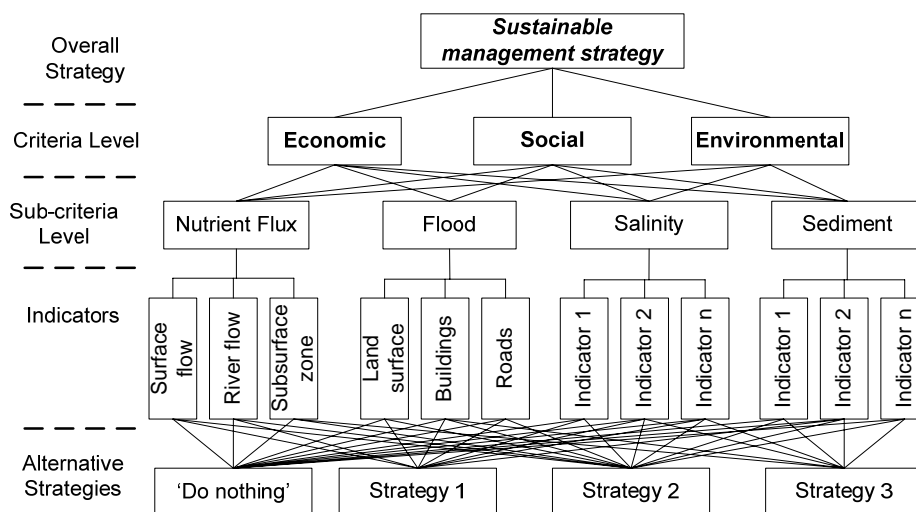 Overall
Strategy
Sustainable
management strategy
Criteria Level
Economic
Social
Environmental
Sub-criteria
Level
Nutrient Flux
Flood
Salinity
Sediment
Indicators
Surface
flow
River flow
Subsurface
zone
Land
surface
Buildings
Roads
Indicator 1
Indicator 2
Indicator n
Indicator 1
Indicator 2
Indicator n
Alternative
Strategies
‘Do nothing’
Strategy 1
Strategy 2
Strategy 3